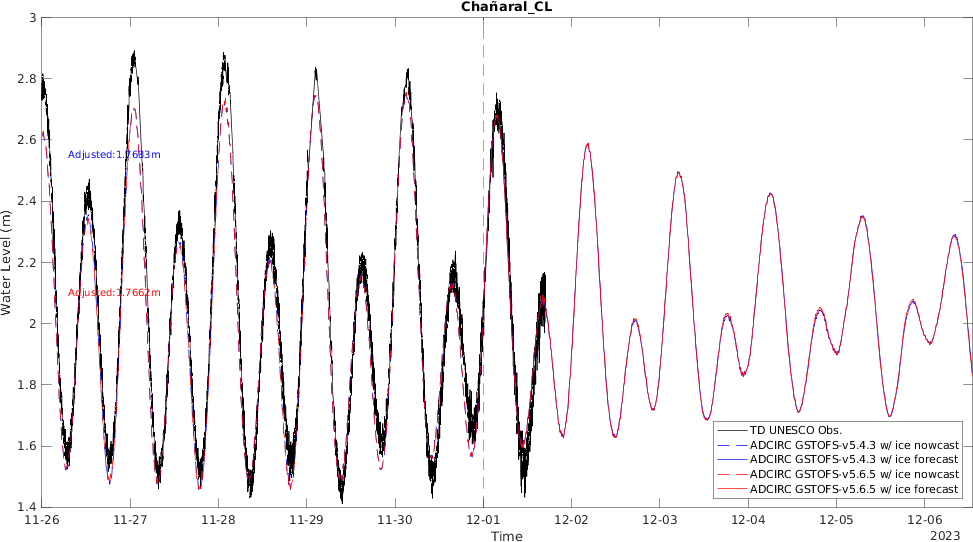 Chañaral_CL
3
2.8
2.6
2.4
2.2
2
1.8
1.6
1.4
Water Level (m)
Adjusted:1.7633m
Adjusted:1.7662m
TD UNESCO Obs.
ADCIRC GSTOFS-v5.4.3 w/ ice nowcast
ADCIRC GSTOFS-v5.4.3 w/ ice forecast
ADCIRC GSTOFS-v5.6.5 w/ ice nowcast
ADCIRC GSTOFS-v5.6.5 w/ ice forecast
11-26 11-27 11-28 11-29 11-30 12-01 12-02 12-03 12-04 12-05 12-06
Time
2023